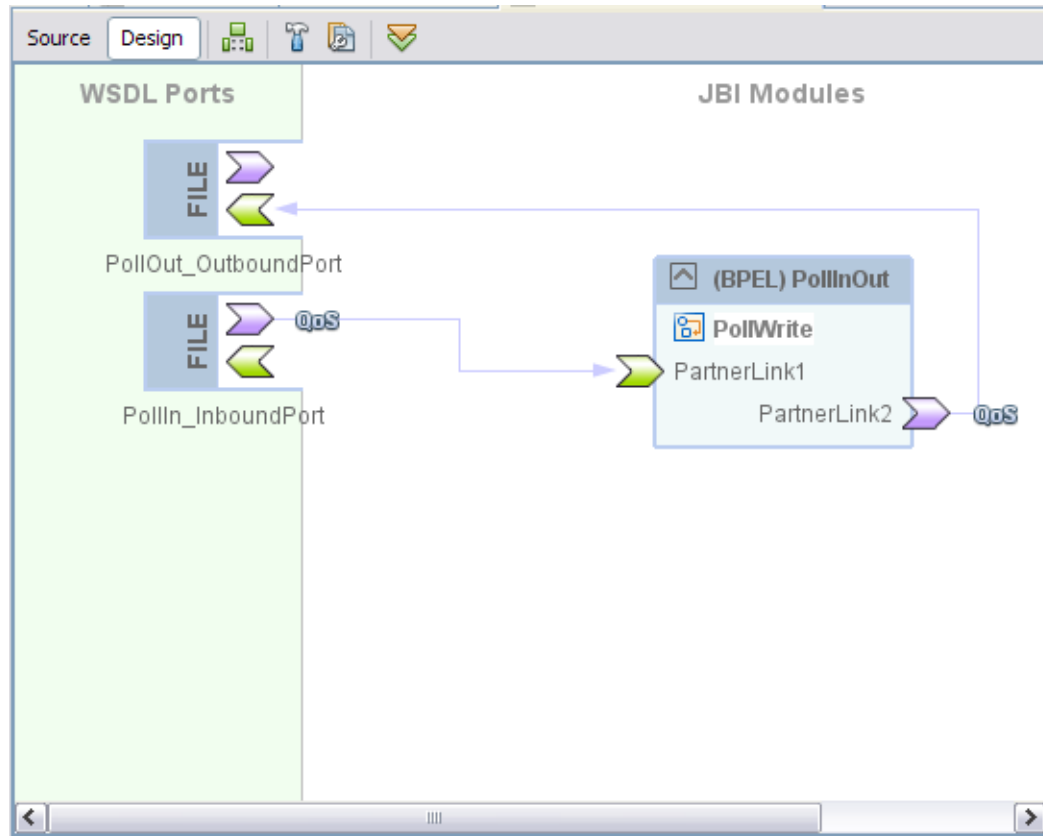 Source Design
WSDL Ports
JBI Modules
FILE
PollOut_OutboundPort
FILE
QoS
PollIn_InboundPort
(BPEL) PollInOut
PollWrite
PartnerLink1
PartnerLink2
QoS